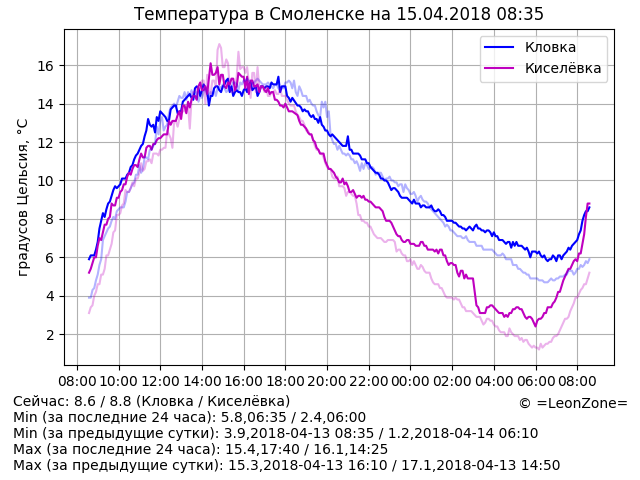 Температура в Смоленске на 15.04.2018 08:35
Кловка
Киселёвка
градусов Цельсия, °C
16
14
12
10
8
6
4
2
08:00 10:00 12:00 14:00 16:00 18:00 20:00 22:00 00:00 02:00 04:00 06:00 08:00
Сейчас: 8.6 / 8.8 (Кловка / Киселёвка)
© =LeonZone=
Min (за последние 24 часа): 5.8,06:35 / 2.4,06:00
Min (за предыдущие сутки): 3.9,2018-04-13 08:35 / 1.2,2018-04-14 06:10
Max (за последние 24 часа): 15.4,17:40 / 16.1,14:25
Max (за предыдущие сутки): 15.3,2018-04-13 16:10 / 17.1,2018-04-13 14:50